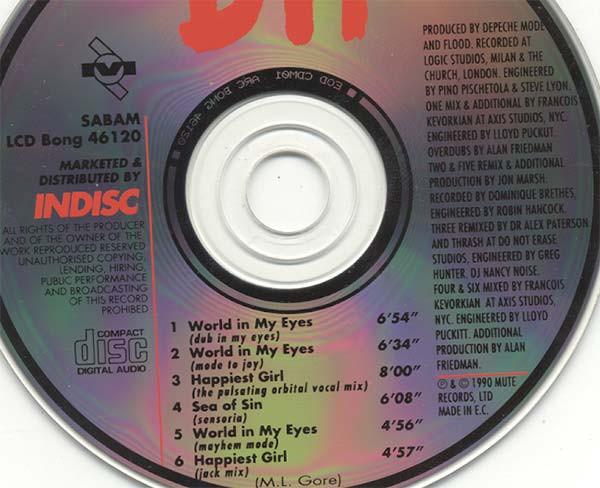 SABAM
LCD Bong 46120
MARKETED &
DISTRIBUTED BY
INDISC
ALL RIGHTS OF THE PRODUCER
AND OF THE OWNER OF THE
WORK REPRODUCED RESERVED
UNAUTHORISED COPYING,
LENDING, HIRING,
PUBLIC PERFORMANCE
AND BROADCASTING
OF THIS RECORD
PROHIBED
COMPACT
disc
DIGITAL AUDIO
EOD CDM01 ARC BONG 46120
1 World in My Eyes 6'54"
(dub in my eyes)
2 World in My Eyes 6'34"
(mode to joy)
3 Happiest Girl 8'00"
(the pulsating orbital vocal mix)
4 Sea of Sin 6'08"
(sensoria)
5 World in My Eyes 4'56"
(mayhem mode)
6 Happiest Girl 4'57"
(jack mix)
(M.L. Gore)
PRODUCED BY DEPECHE MODE
AND FLOOD. RECORDED AT
LOGIC STUDIOS, MILAN & THE
CHURCH, LONDON. ENGINEERED
BY PINO PISCHETOLA & STEVE LYON.
ONE MIX & ADDITIONAL BY FRANCOIS
KEVORKIAN AT AXIS STUDIOS, NYC.
ENGINEERED BY LLOYD PUCKIT.
OVERDUBS BY ALAN FRIEDMAN
TWO & FIVE REMIX & ADDITIONAL
PRODUCTION BY JON MARSH.
RECORDED BY DOMINIQUE BRETHES,
ENGINEERED BY ROBIN HANCOCK.
THREE REMIXED BY DR ALEX PATERSON
AND THRASH AT DO NOT ERASE
STUDIOS, ENGINEERED BY GREG
HUNTER, DJ NANCY NOISE.
FOUR & SIX MIXED BY FRANCOIS
KEVORKIAN AT AXIS STUDIOS,
NYC. ENGINEERED BY LLOYD
PUCKITT. ADDITIONAL
PRODUCTION BY ALAN
FRIEDMAN.
℗ & © 1990 MUTE
RECORDS, LTD
MADE IN E.C.